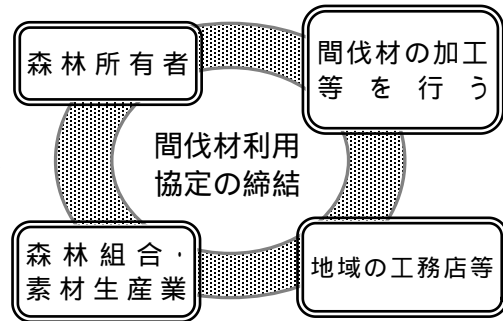 森林所有者
間伐材の加工
等を行う
間伐材利用
協定の締結
森林組合・
素材生産業
地域の工務店等